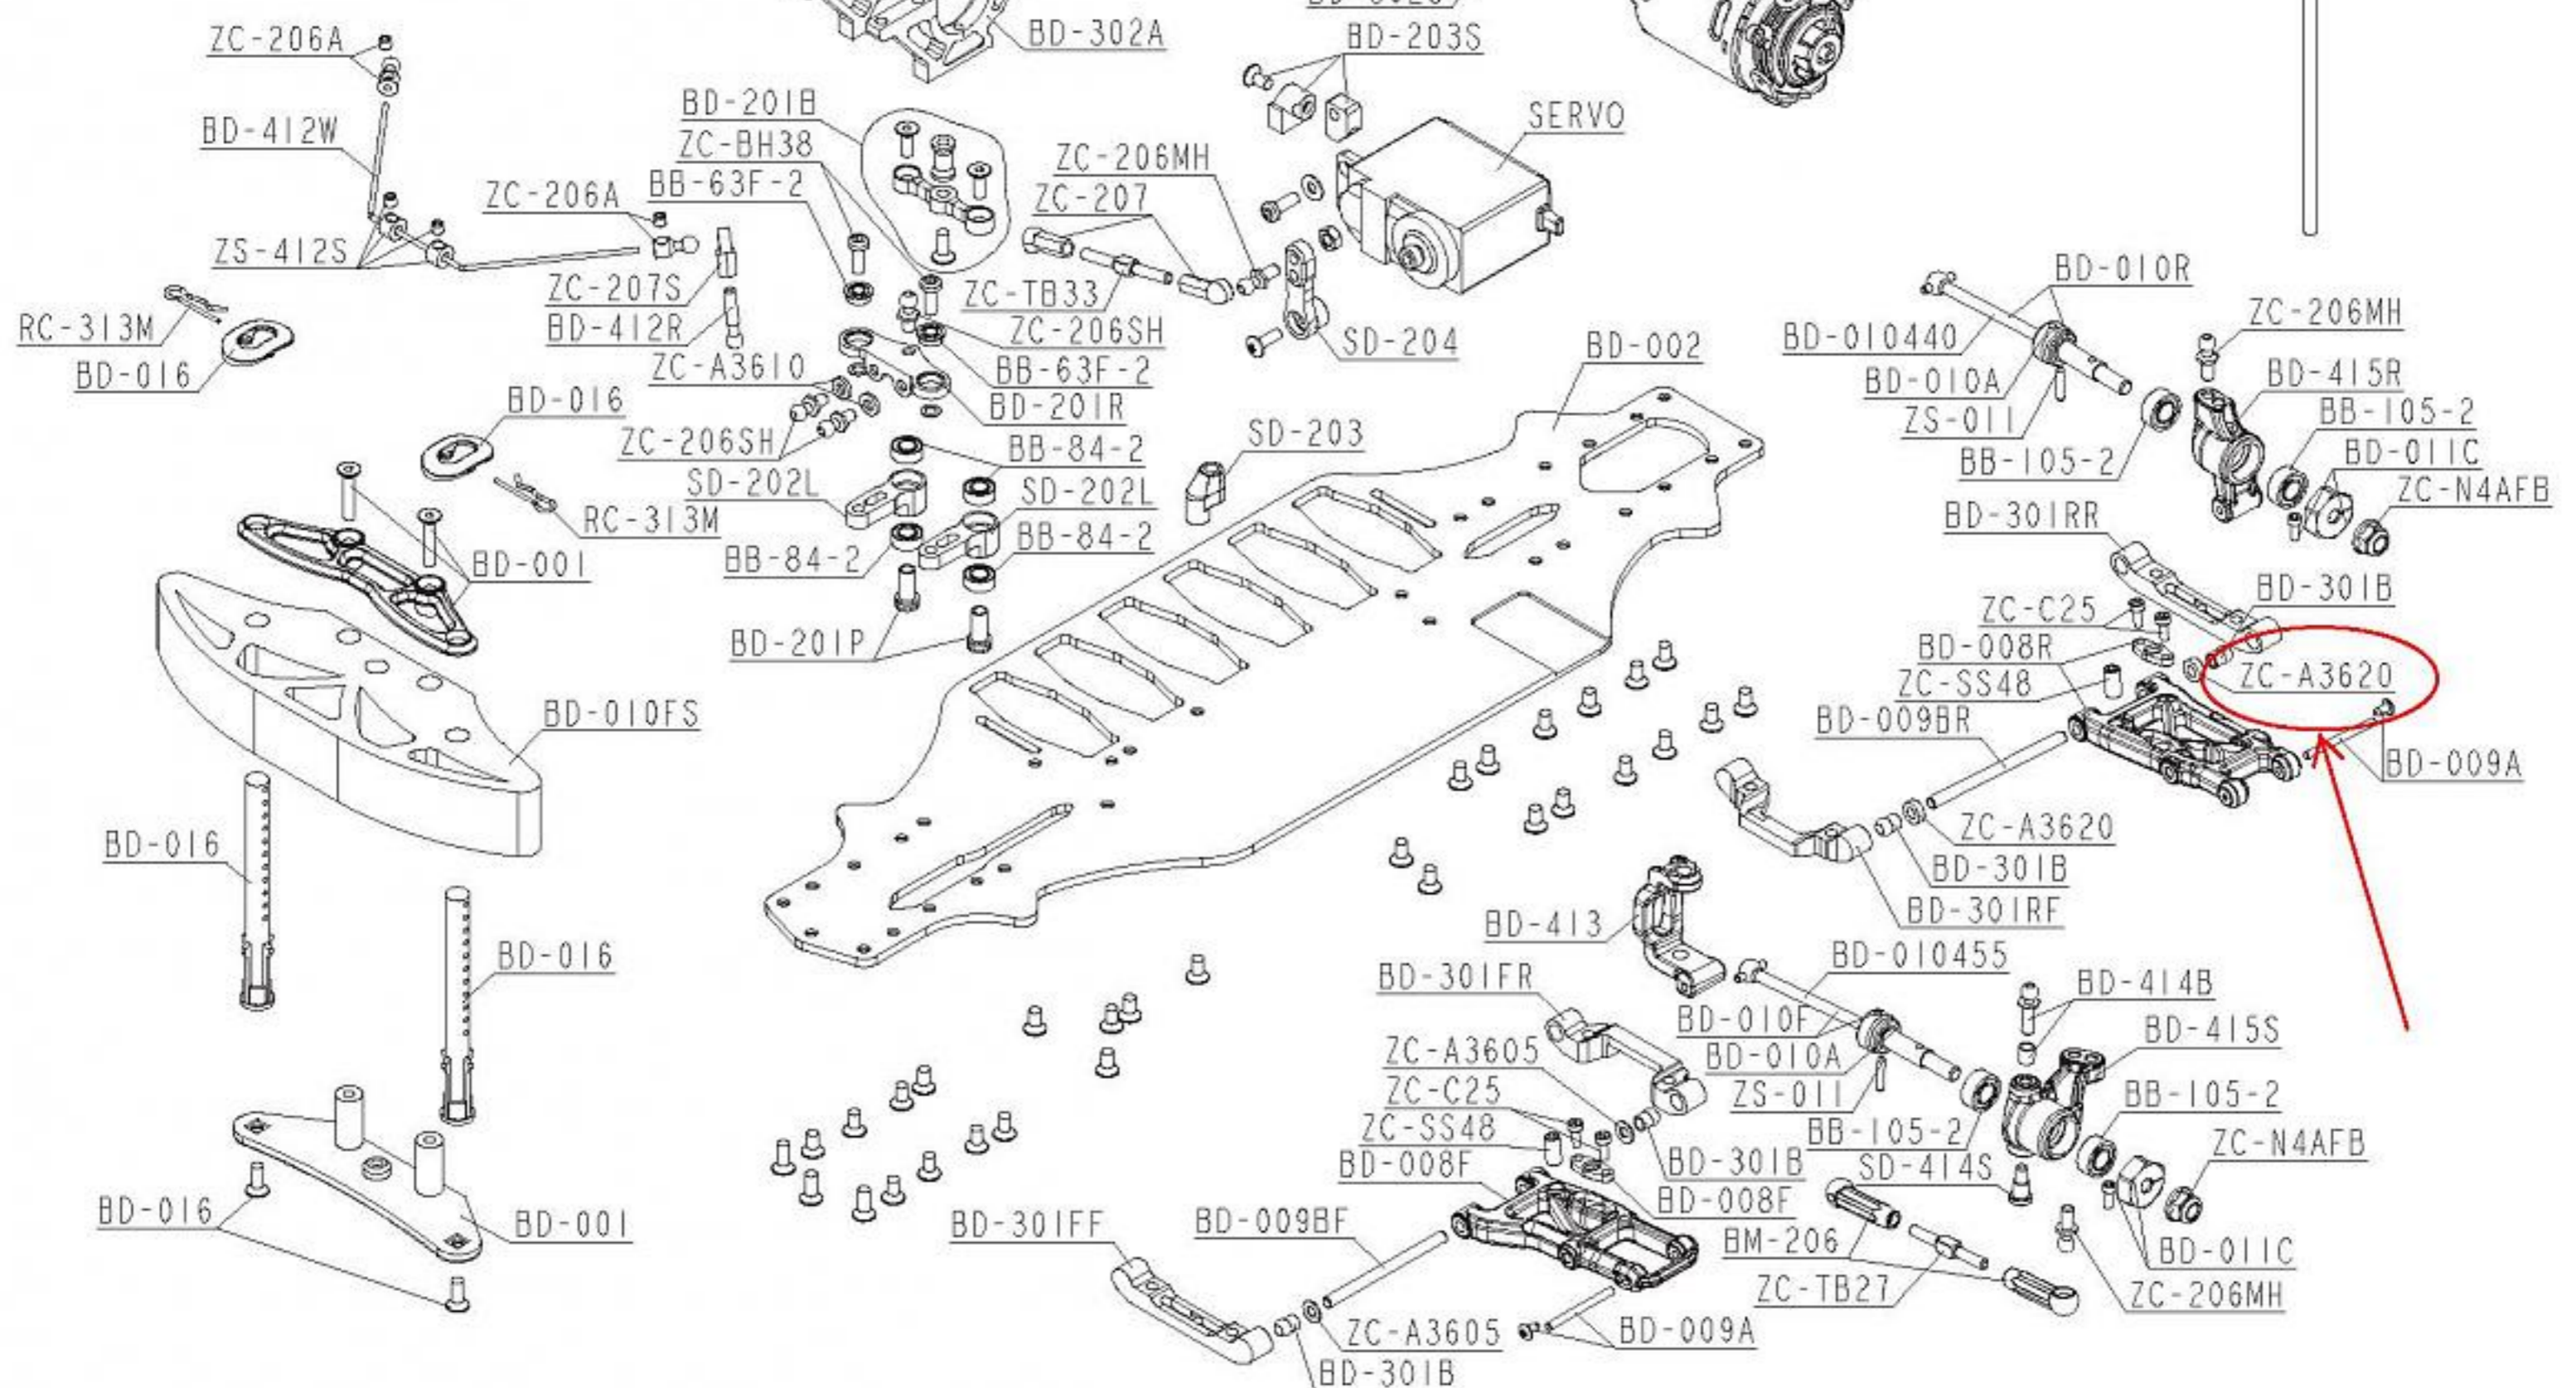 BD-302A
ZC-206A
BD-203S
BD-201B
SERVO
BD-412W
ZC-BH38
ZC-206MH
BB-63F-2
ZC-206A
ZC-207
ZS-412S
BD-010R
ZC-207S
ZC-TB33
RC-313M
BD-412R
ZC-206SH
SD-204
BD-002
BD-010440
ZC-206MH
BD-016
ZC-A3610
BB-63F-2
BD-010A
BD-415R
BD-016
BD-201R
ZS-011
BB-105-2
ZC-206SH
BB-84-2
SD-203
BB-105-2
BD-011C
SD-202L
SD-202L
ZC-N4AFB
RC-313M
BD-301RR
BB-84-2
BB-84-2
BD-001
BD-301B
ZC-C25
BD-201P
BD-008R
ZC-A3620
ZC-SS48
BD-010FS
BD-009BR
BD-009A
ZC-A3620
BD-016
BD-301B
BD-301RF
BD-413
BD-016
BD-010455
BD-301FR
BD-414B
BD-010F
BD-415S
ZC-A3605
BD-010A
ZC-C25
ZS-011
BB-105-2
ZC-SS48
BB-105-2
ZC-N4AFB
BD-008F
BD-301B
SD-414S
BD-016
BD-001
BD-301FF
BD-009BF
BD-008F
BM-206
BD-011C
ZC-TB27
ZC-206MH
ZC-A3605
BD-009A
BD-301B